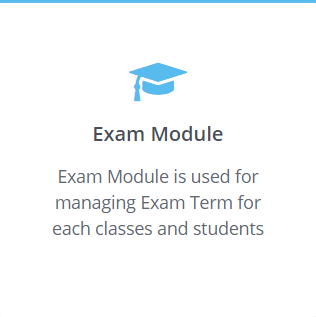 Exam Module
Exam Module is used for
managing Exam Term for
each classes and students